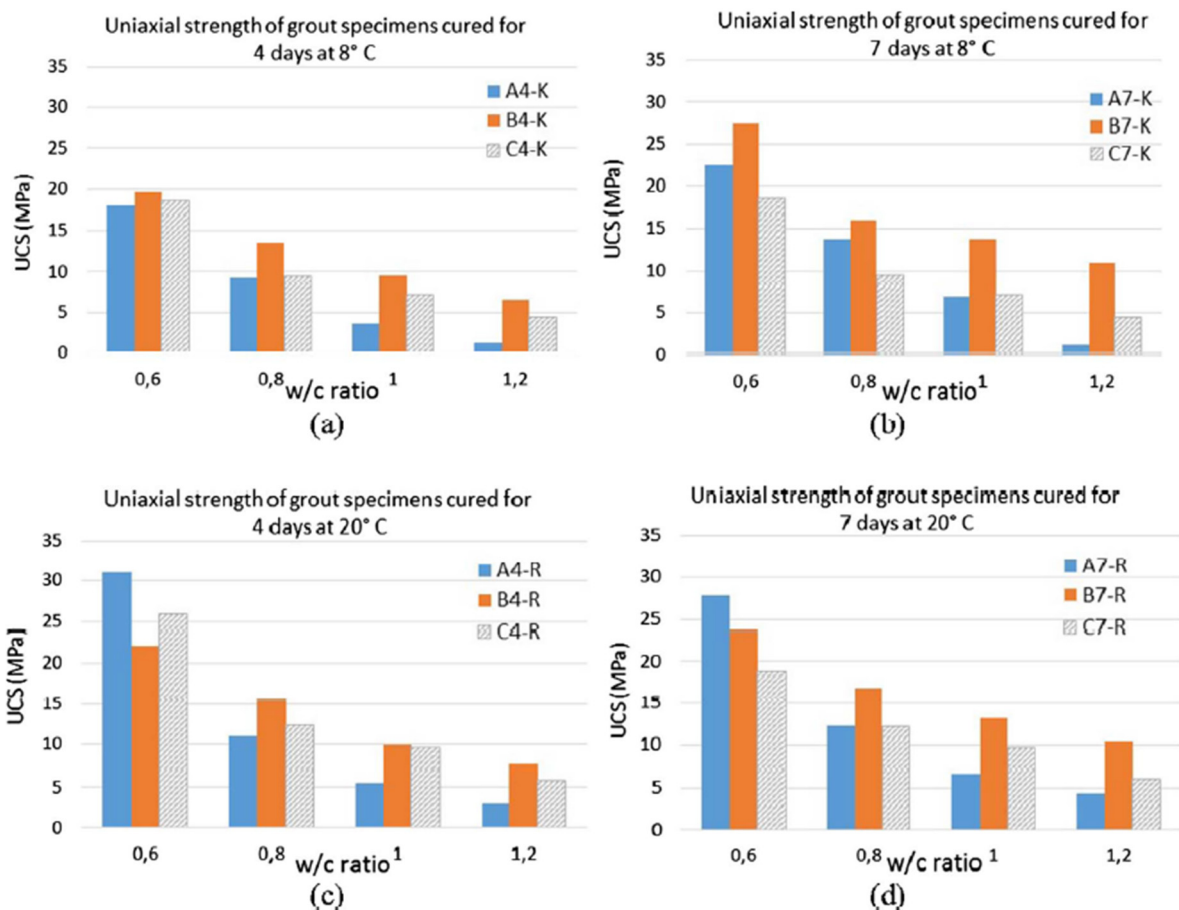 Uniaxial strength of grout specimens cured for
4 days at 8° C
35
30
25
20
15
10
5
0
UCS (MPa)
A4-K
B4-K
C4-K
0,6
0,8
1
1,2
w/c ratio
(a)
Uniaxial strength of grout specimens cured for
7 days at 8° C
35
30
25
20
15
10
5
0
UCS (MPa)
A7-K
B7-K
C7-K
0,6
0,8
1
1,2
w/c ratio
(b)
Uniaxial strength of grout specimens cured for
4 days at 20° C
35
30
25
20
15
10
5
0
UCS (MPa]
A4-R
B4-R
C4-R
0,6
0,8
1
1,2
w/c ratio
(c)
Uniaxial strength of grout specimens cured for
7 days at 20° C
35
30
25
20
15
10
5
0
UCS (MPa)
A7-R
B7-R
C7-R
0,6
0,8
1
1,2
w/c ratio
(d)